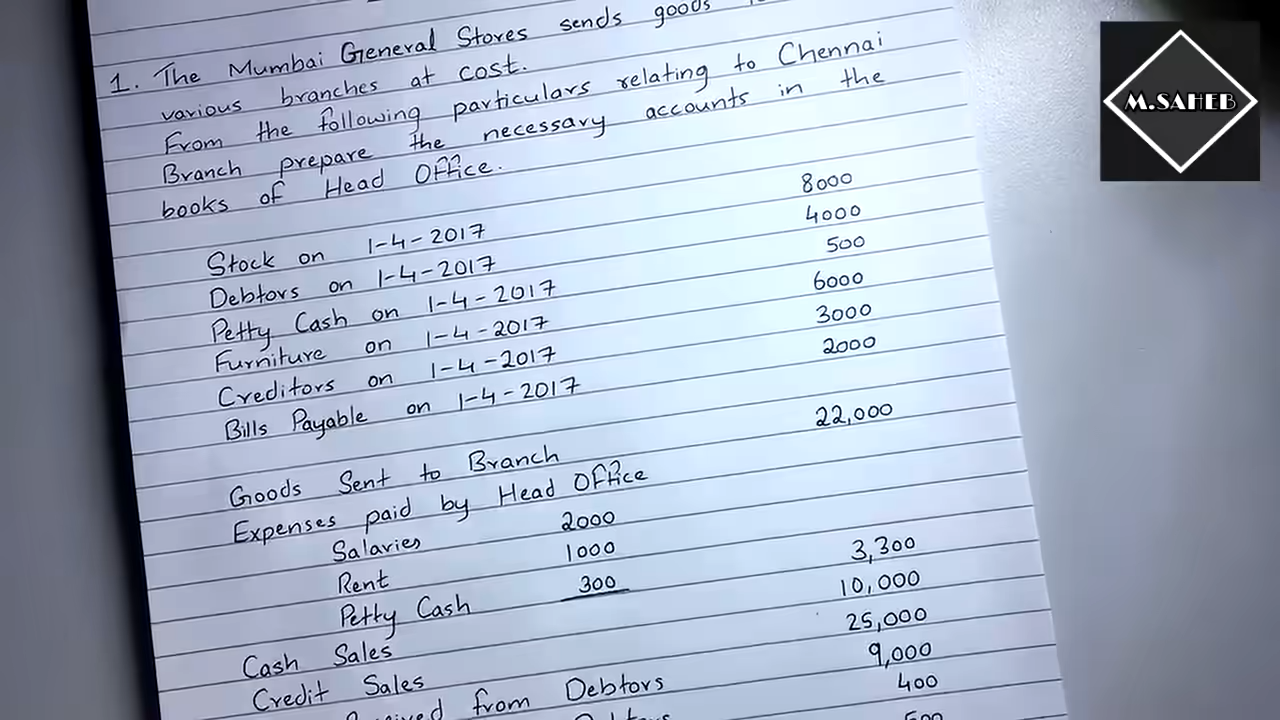 1. The Mumbai General Stores sends goods
various branches at cost.
From the following particulars relating to Chennai
Branch prepare the necessary accounts in the
books of Head Office.
Stock on 1-4-2017 8000
Debtors on 1-4-2017 4000
Petty Cash on 1-4-2017 500
Furniture on 1-4-2017 6000
Creditors on 1-4-2017 3000
Bills Payable on 1-4-2017 2000
Goods Sent to Branch 22,000
Expenses paid by Head Office
Salaries 2000
Rent 1000
Petty Cash 300 3,300
Cash Sales 10,000
Credit Sales 25,000
from Debtors 9,000
400
M.SAHEB